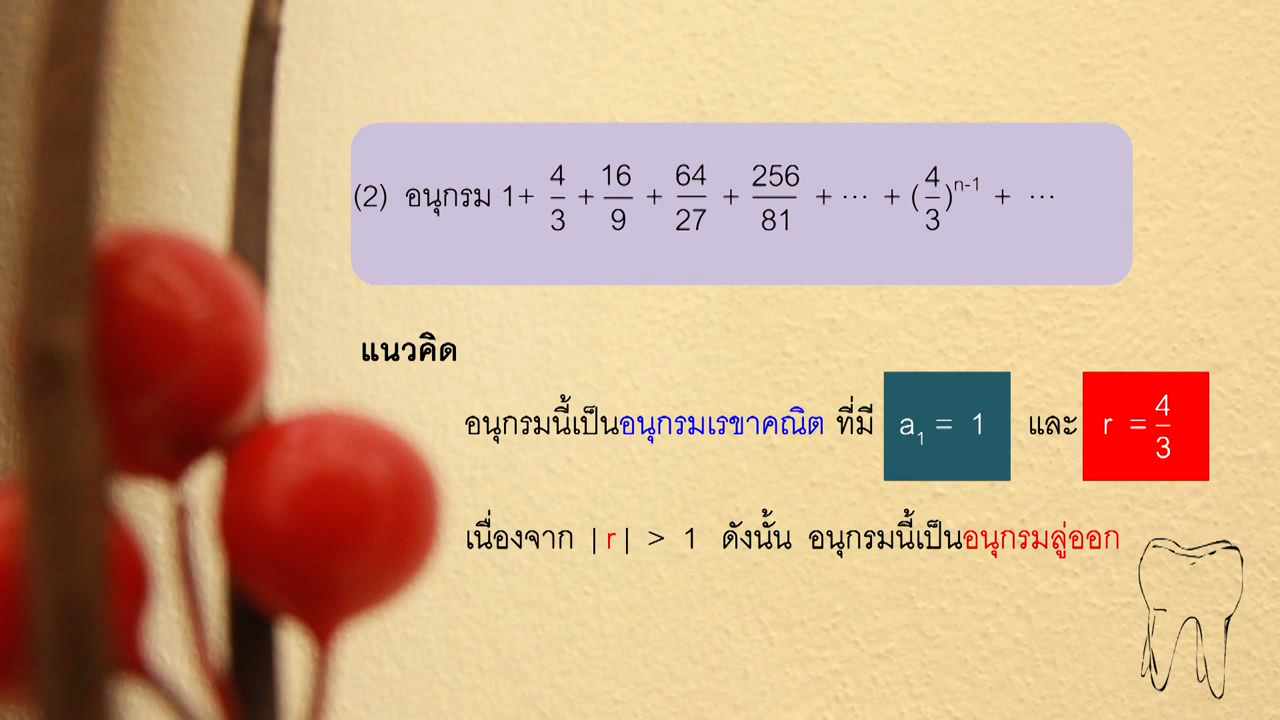 (2) อนุกรม 1+ 4/3 + 16/9 + 64/27 + 256/81 + ⋯ + (4/3)^n-1 + ⋯
แนวคิด
อนุกรมนี้เป็นอนุกรมเรขาคณิต ที่มี a₁ = 1 และ r = 4/3
เนื่องจาก |r| > 1 ดังนั้น อนุกรมนี้เป็นอนุกรมลู่ออก